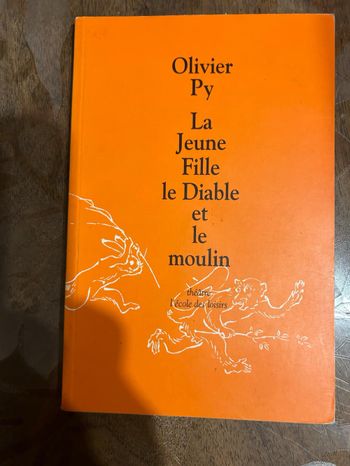 Olivier
Py
La
Jeune
Fille
le Diable
et
le
moulin
théâtre
l'école des loisirs